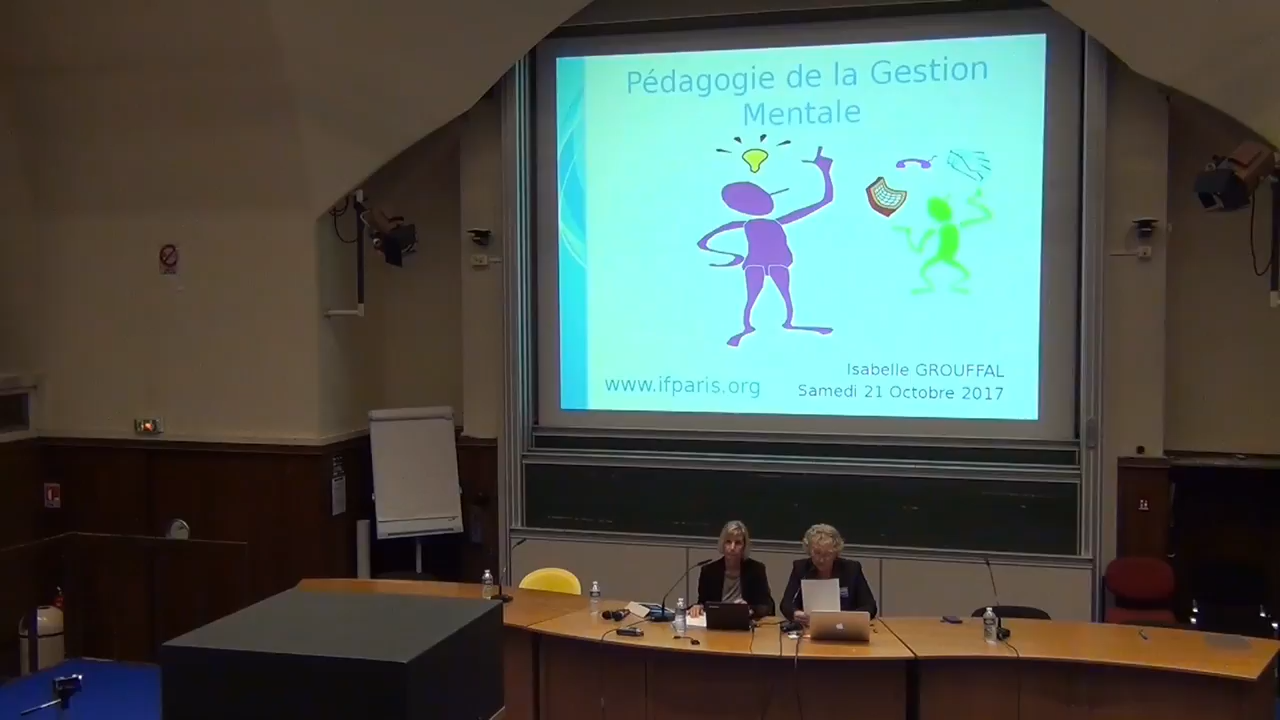 Pédagogie de la Gestion
Mentale
Isabelle GROUFFAL
www.ifparis.org
Samedi 21 Octobre 2017